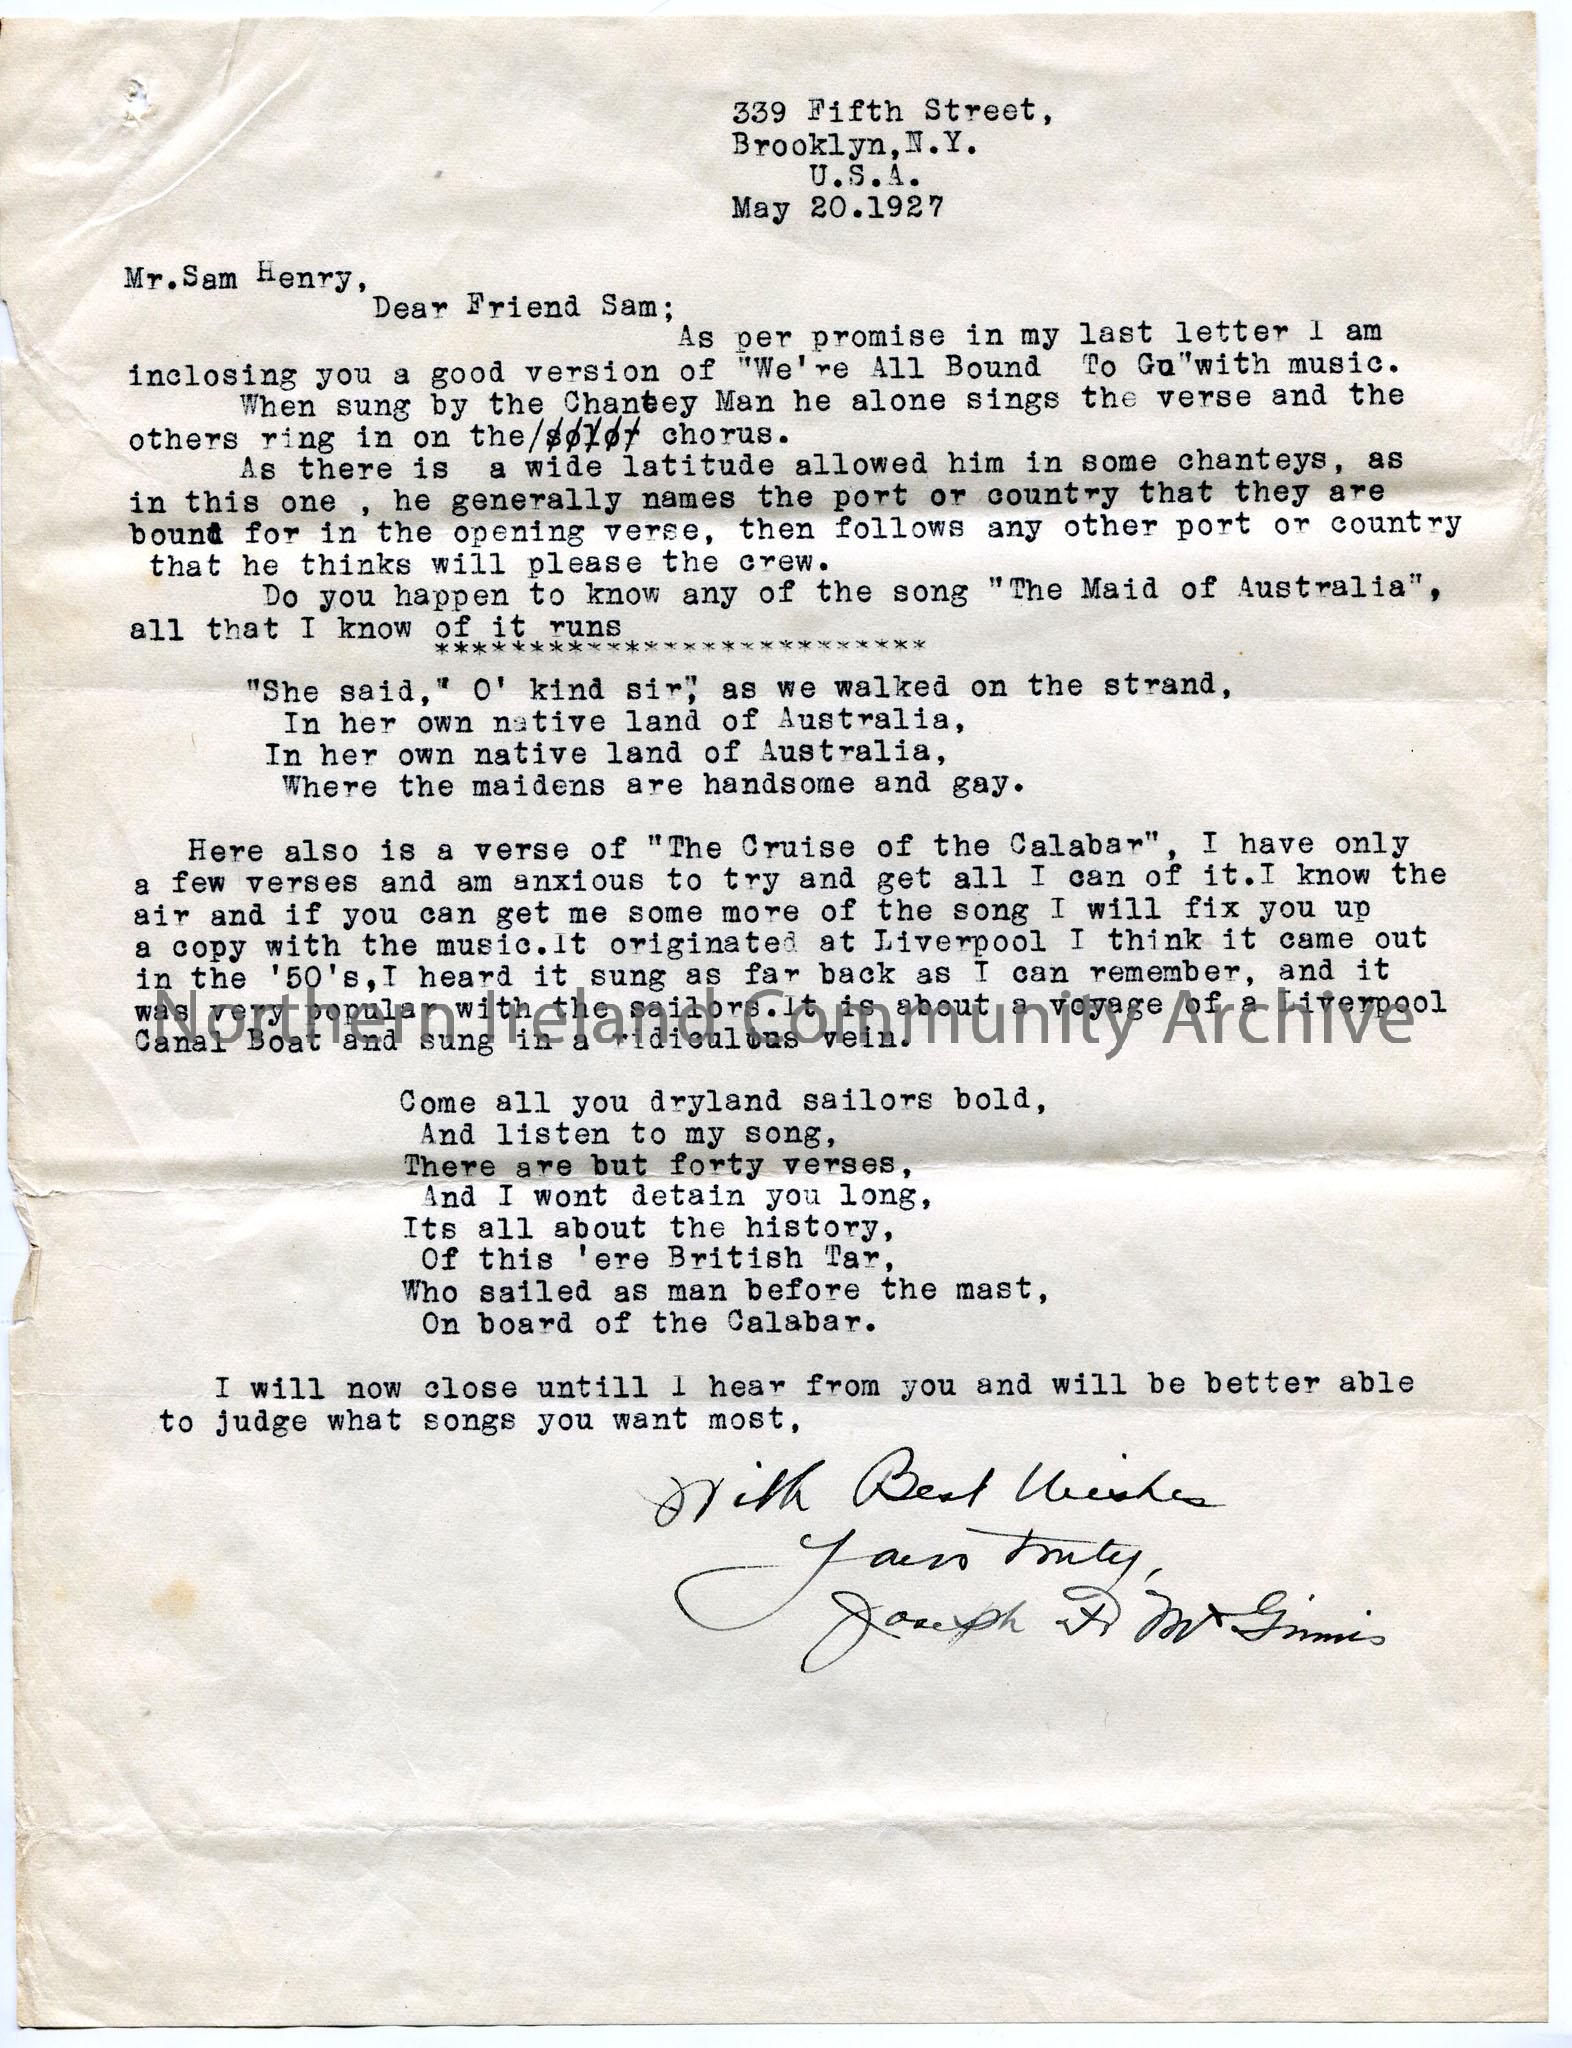 339 Fifth Street,
Brooklyn,N.Y.
U.S.A.
May 20.1927
Mr.Sam Henry,
Dear Friend Sam;
As per promise in my last letter I am
inclosing you a good version of "We're All Bound To Go"with music.
When sung by the Chantey Man he alone sings the verse and the
others ring in on the chorus.
As there is a wide latitude allowed him in some chanteys, as
in this one , he generally names the port or country that they are
bound for in the opening verse, then follows any other port or country
that he thinks will please the crew.
Do you happen to know any of the song "The Maid of Australia",
all that I know of it runs
**************************
"She said," O' kind sir", as we walked on the strand,
In her own native land of Australia,
In her own native land of Australia,
Where the maidens are handsome and gay.
Here also is a verse of "The Cruise of the Calabar", I have only
a few verses and am anxious to try and get all I can of it.I know the
air and if you can get me some more of the song I will fix you up
a copy with the music.It originated at Liverpool I think it came out
in the '50's,I heard it sung as far back as I can remember, and it
was very popular with the sailors.It is about a voyage of a Liverpool
Northern Ireland Community Archive
Canal Boat and sung in a ridiculous vein.
Come all you dryland sailors bold,
And listen to my song,
There are but forty verses,
And I wont detain you long,
Its all about the history,
Of this 'ere British Tar,
Who sailed as man before the mast,
On board of the Calabar.
I will now close untill I hear from you and will be better able
to judge what songs you want most,
With Best Wishes
Yours truly,
Joseph F. McGinnis